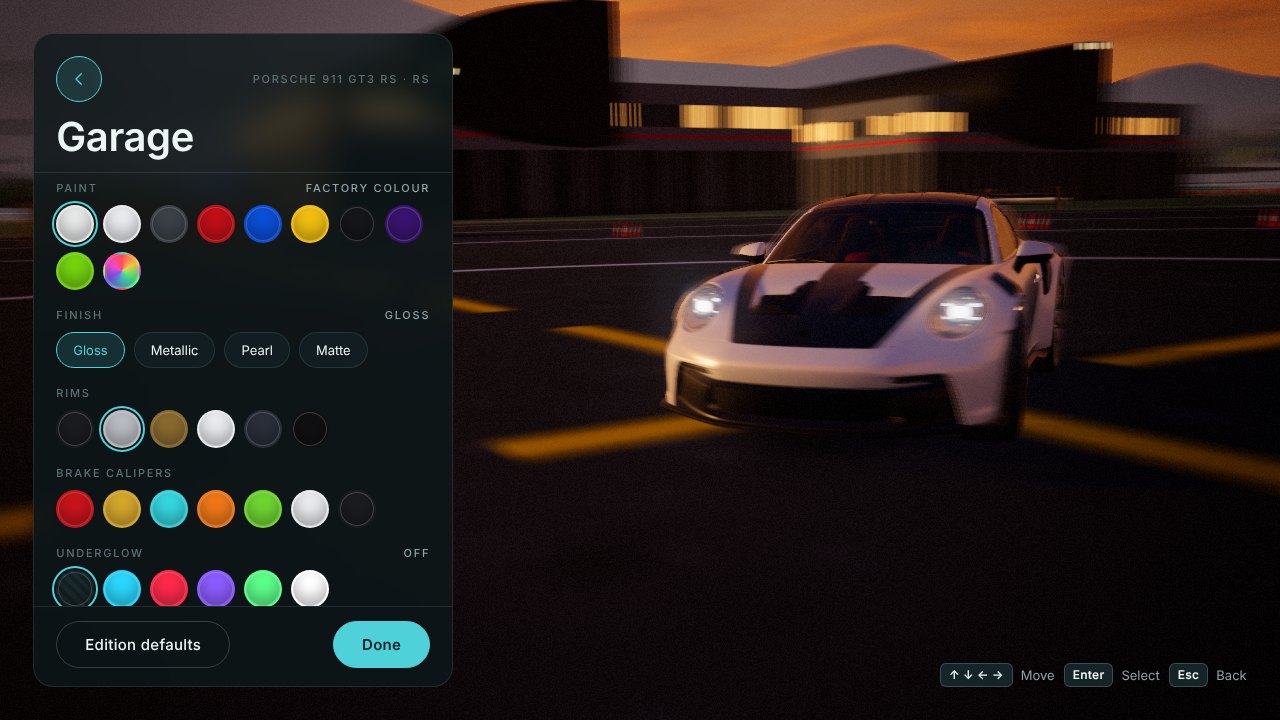 PORSCHE 911 GT3 RS · RS
Garage
PAINT FACTORY COLOUR
FINISH GLOSS
Gloss Metallic Pearl Matte
RIMS
BRAKE CALIPERS
UNDERGLOW OFF
Edition defaults Done
↑ ↓ ← → Move Enter Select Esc Back